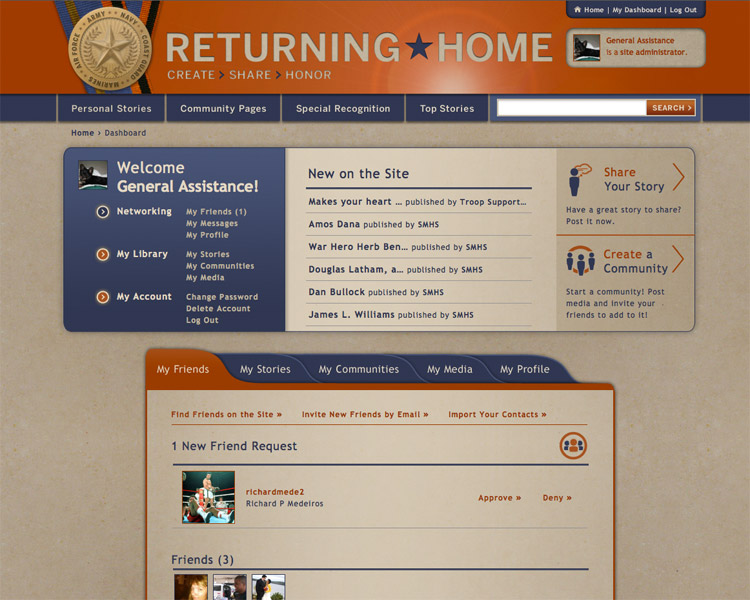 Home | My Dashboard | Log Out
ARMY NAVY COAST GUARD MARINES AIR FORCE
RETURNING★HOME
CREATE > SHARE > HONOR
General Assistance
is a site administrator.
Personal Stories
Community Pages
Special Recognition
Top Stories
SEARCH >
Home > Dashboard
Welcome
General Assistance!
Networking
My Friends (1)
My Messages
My Profile
My Library
My Stories
My Communities
My Media
My Account
Change Password
Delete Account
Log Out
New on the Site
Makes your heart ... published by Troop Support...
Amos Dana published by SMHS
War Hero Herb Ben... published by SMHS
Douglas Latham, a... published by SMHS
Dan Bullock published by SMHS
James L. Williams published by SMHS
Share
Your Story
Have a great story to share?
Post it now.
Create a
Community
Start a community! Post
media and invite your
friends to add to it!
My Friends
My Stories
My Communities
My Media
My Profile
Find Friends on the Site »
Invite New Friends by Email »
Import Your Contacts »
1 New Friend Request
richardmede2
Richard P Medeiros
Approve »
Deny »
Friends (3)